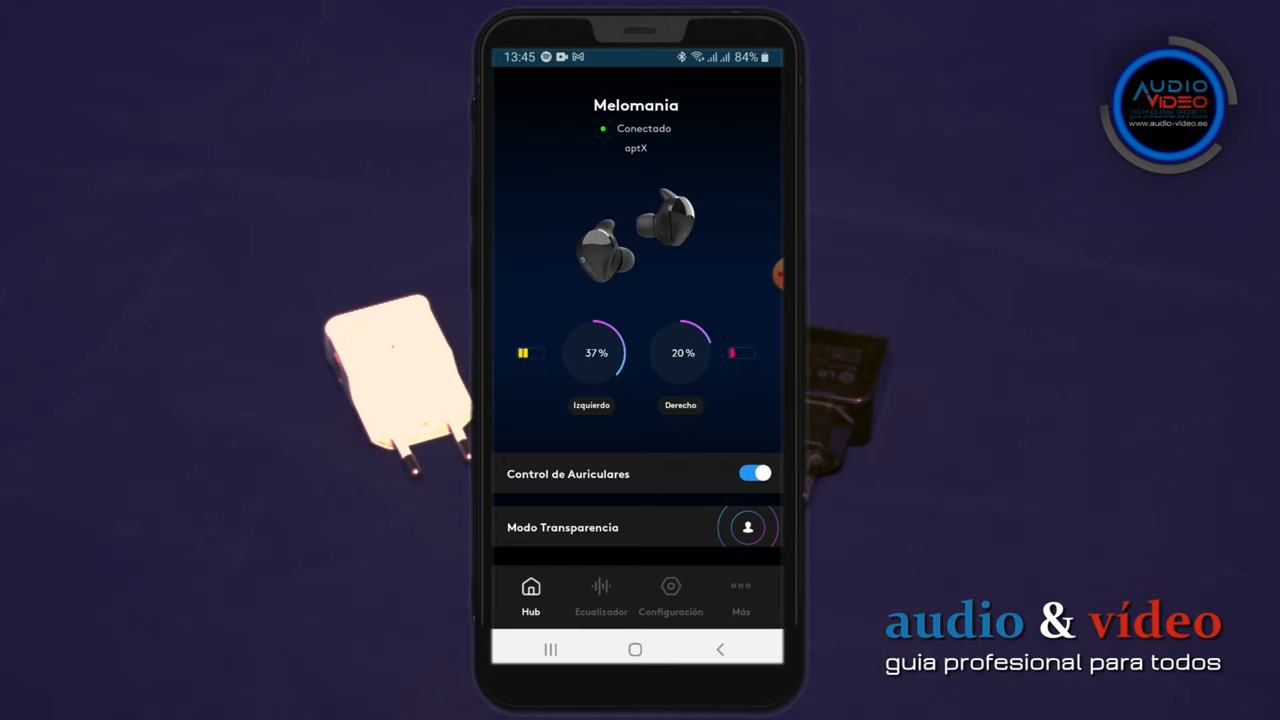 13:45
84%
Melomania
Conectado
aptX
37%
20%
Izquierdo
Derecho
Control de Auriculares
Modo Transparencia
Hub
Ecualizador
Configuración
Más
AUDIO
VIDEO
www.audio-video.es
LG
audio & vídeo
guia profesional para todos